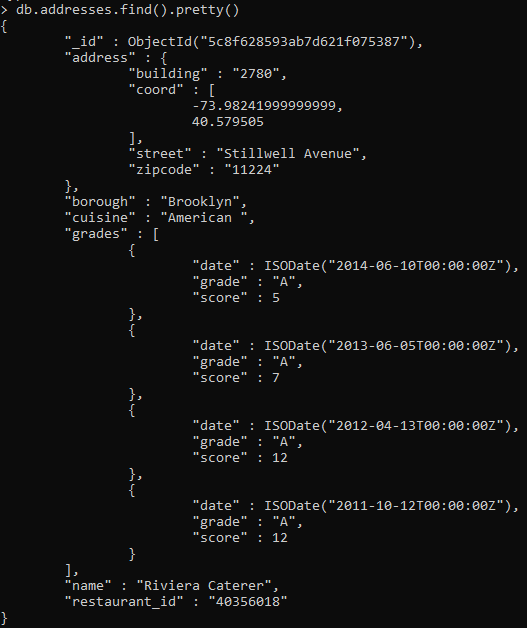 > db.addresses.find().pretty()
{
        "_id" : ObjectId("5c8f628593ab7d621f075387"),
        "address" : {
                "building" : "2780",
                "coord" : [
                        -73.98241999999999,
                        40.579505
                ],
                "street" : "Stillwell Avenue",
                "zipcode" : "11224"
        },
        "borough" : "Brooklyn",
        "cuisine" : "American ",
        "grades" : [
                {
                        "date" : ISODate("2014-06-10T00:00:00Z"),
                        "grade" : "A",
                        "score" : 5
                },
                {
                        "date" : ISODate("2013-06-05T00:00:00Z"),
                        "grade" : "A",
                        "score" : 7
                },
                {
                        "date" : ISODate("2012-04-13T00:00:00Z"),
                        "grade" : "A",
                        "score" : 12
                },
                {
                        "date" : ISODate("2011-10-12T00:00:00Z"),
                        "grade" : "A",
                        "score" : 12
                }
        ],
        "name" : "Riviera Caterer",
        "restaurant_id" : "40356018"
}